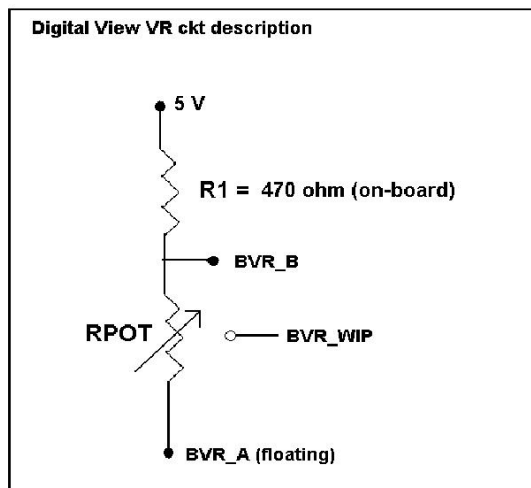 Digital View VR ckt description
5 V
R1 = 470 ohm (on-board)
BVR_B
RPOT
BVR_WIP
BVR_A (floating)